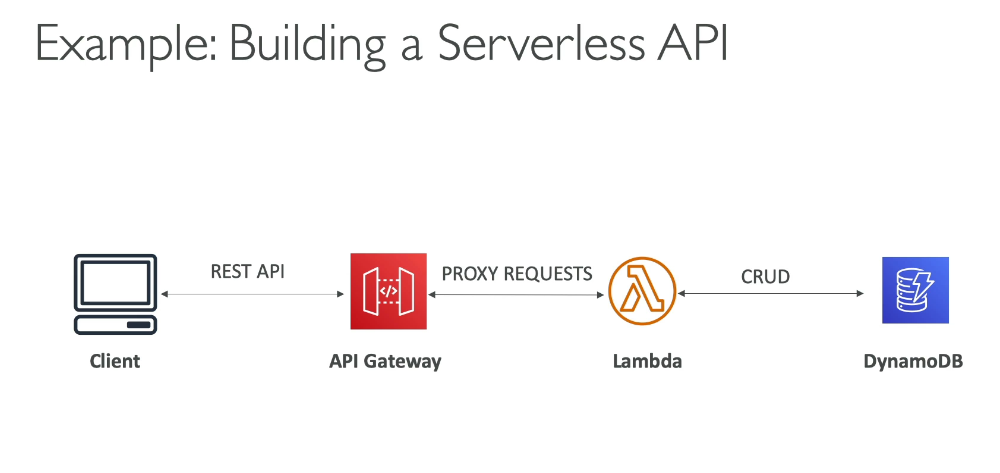 Example: Building a Serverless API
REST API
PROXY REQUESTS
CRUD
</>
Client
API Gateway
Lambda
DynamoDB